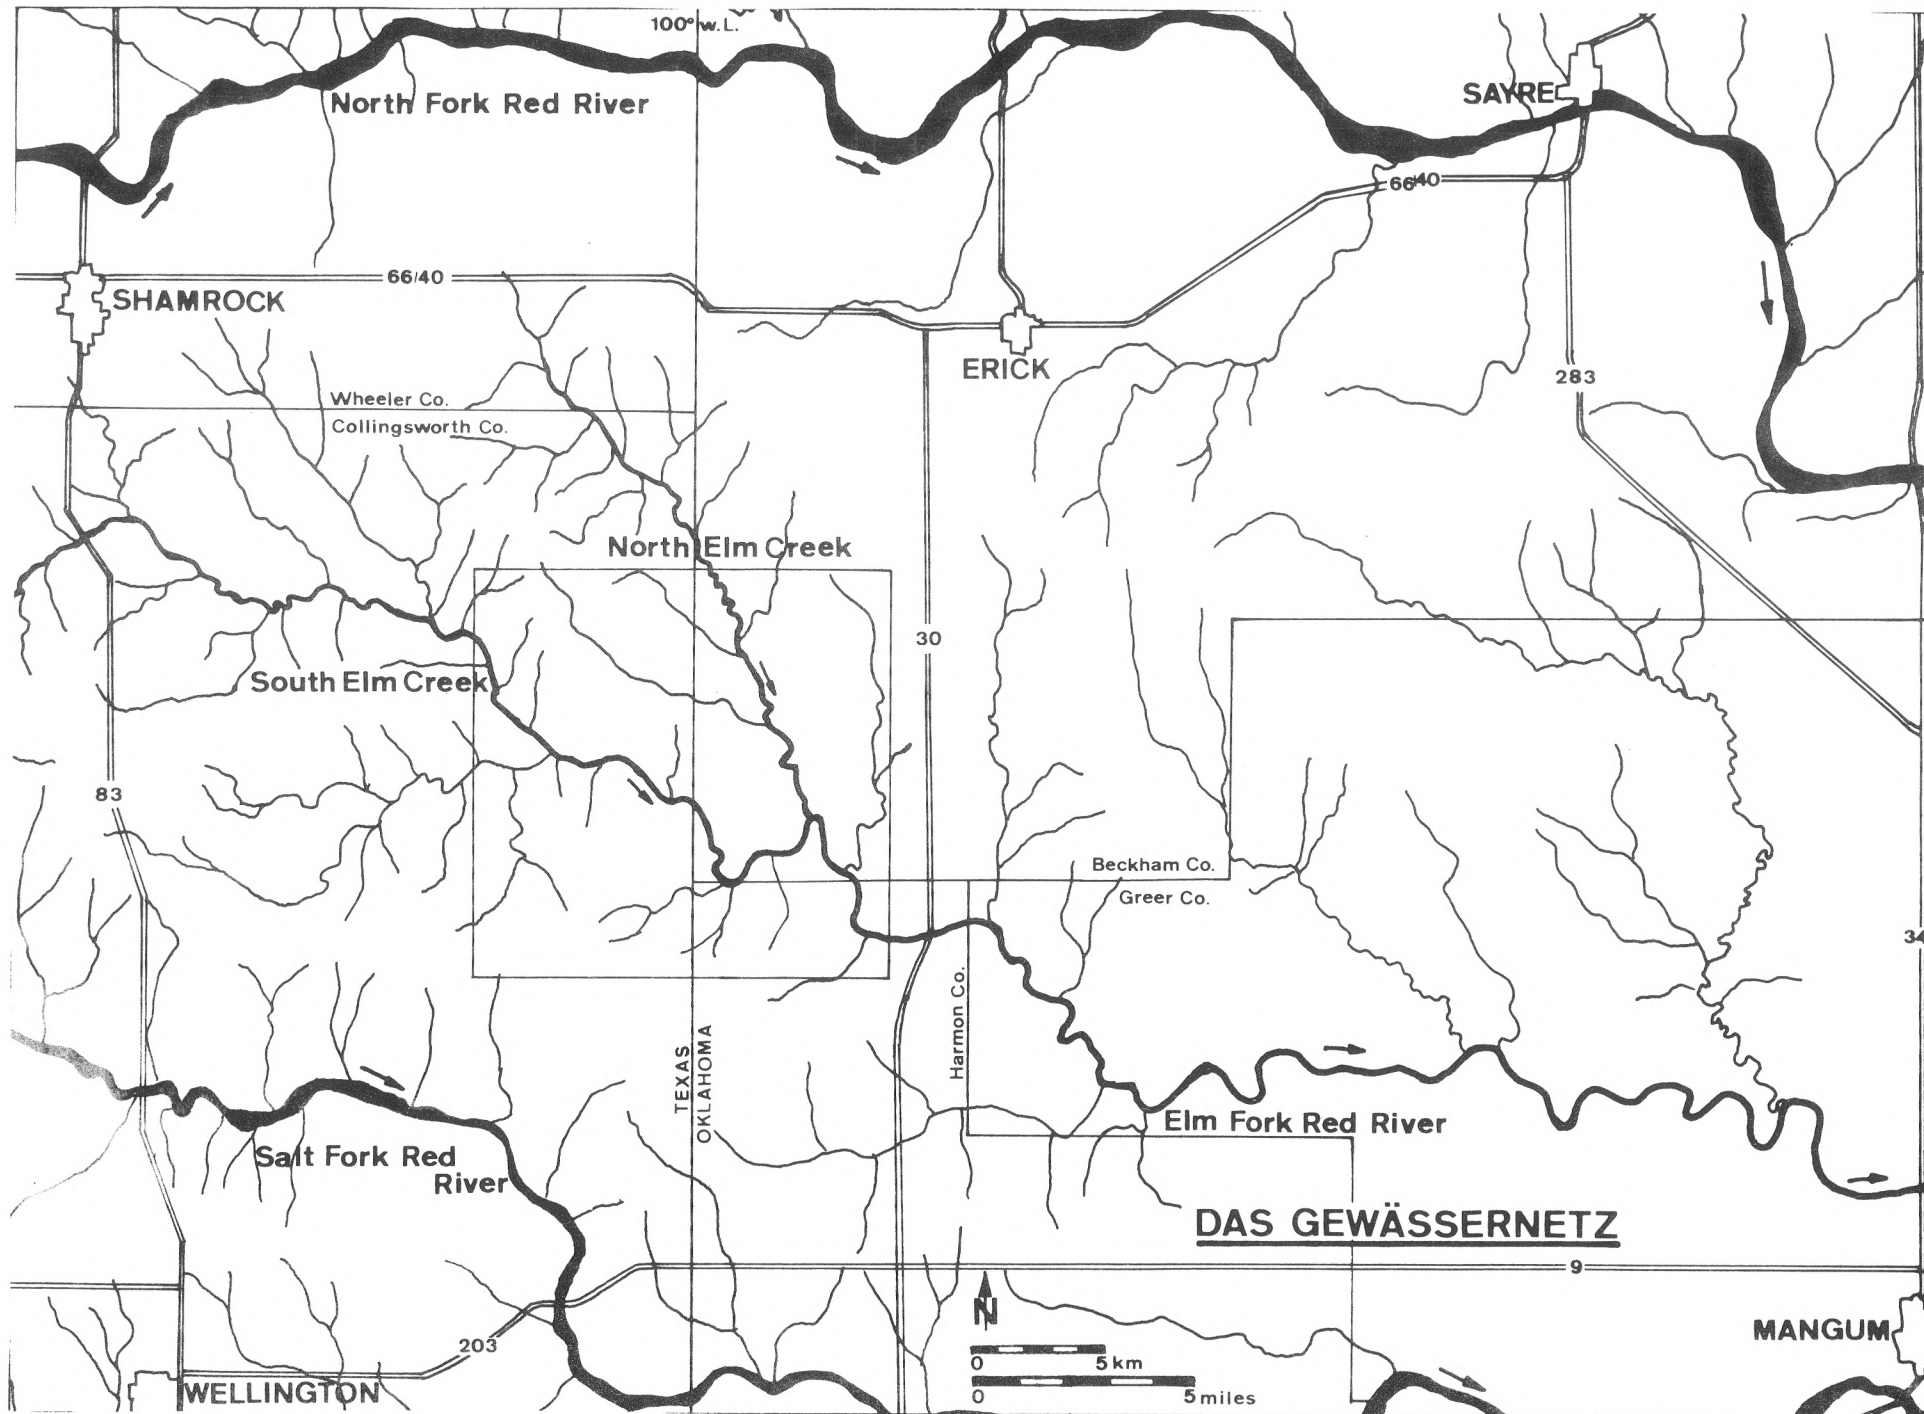 100° w.L.
North Fork Red River
SAYRE
66/40
66/40
SHAMROCK
ERICK
283
Wheeler Co.
Collingsworth Co.
North Elm Creek
30
South Elm Creek
83
Beckham Co.
Greer Co.
34
Harmon Co.
TEXAS
OKLAHOMA
Elm Fork Red River
Salt Fork Red
River
DAS GEWÄSSERNETZ
9
N
MANGUM
203
0 5 km
WELLINGTON
0 5 miles